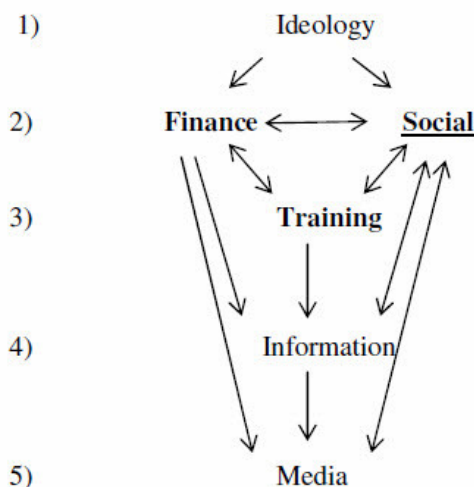 1) Ideology
2) Finance Social
3) Training
4) Information
5) Media